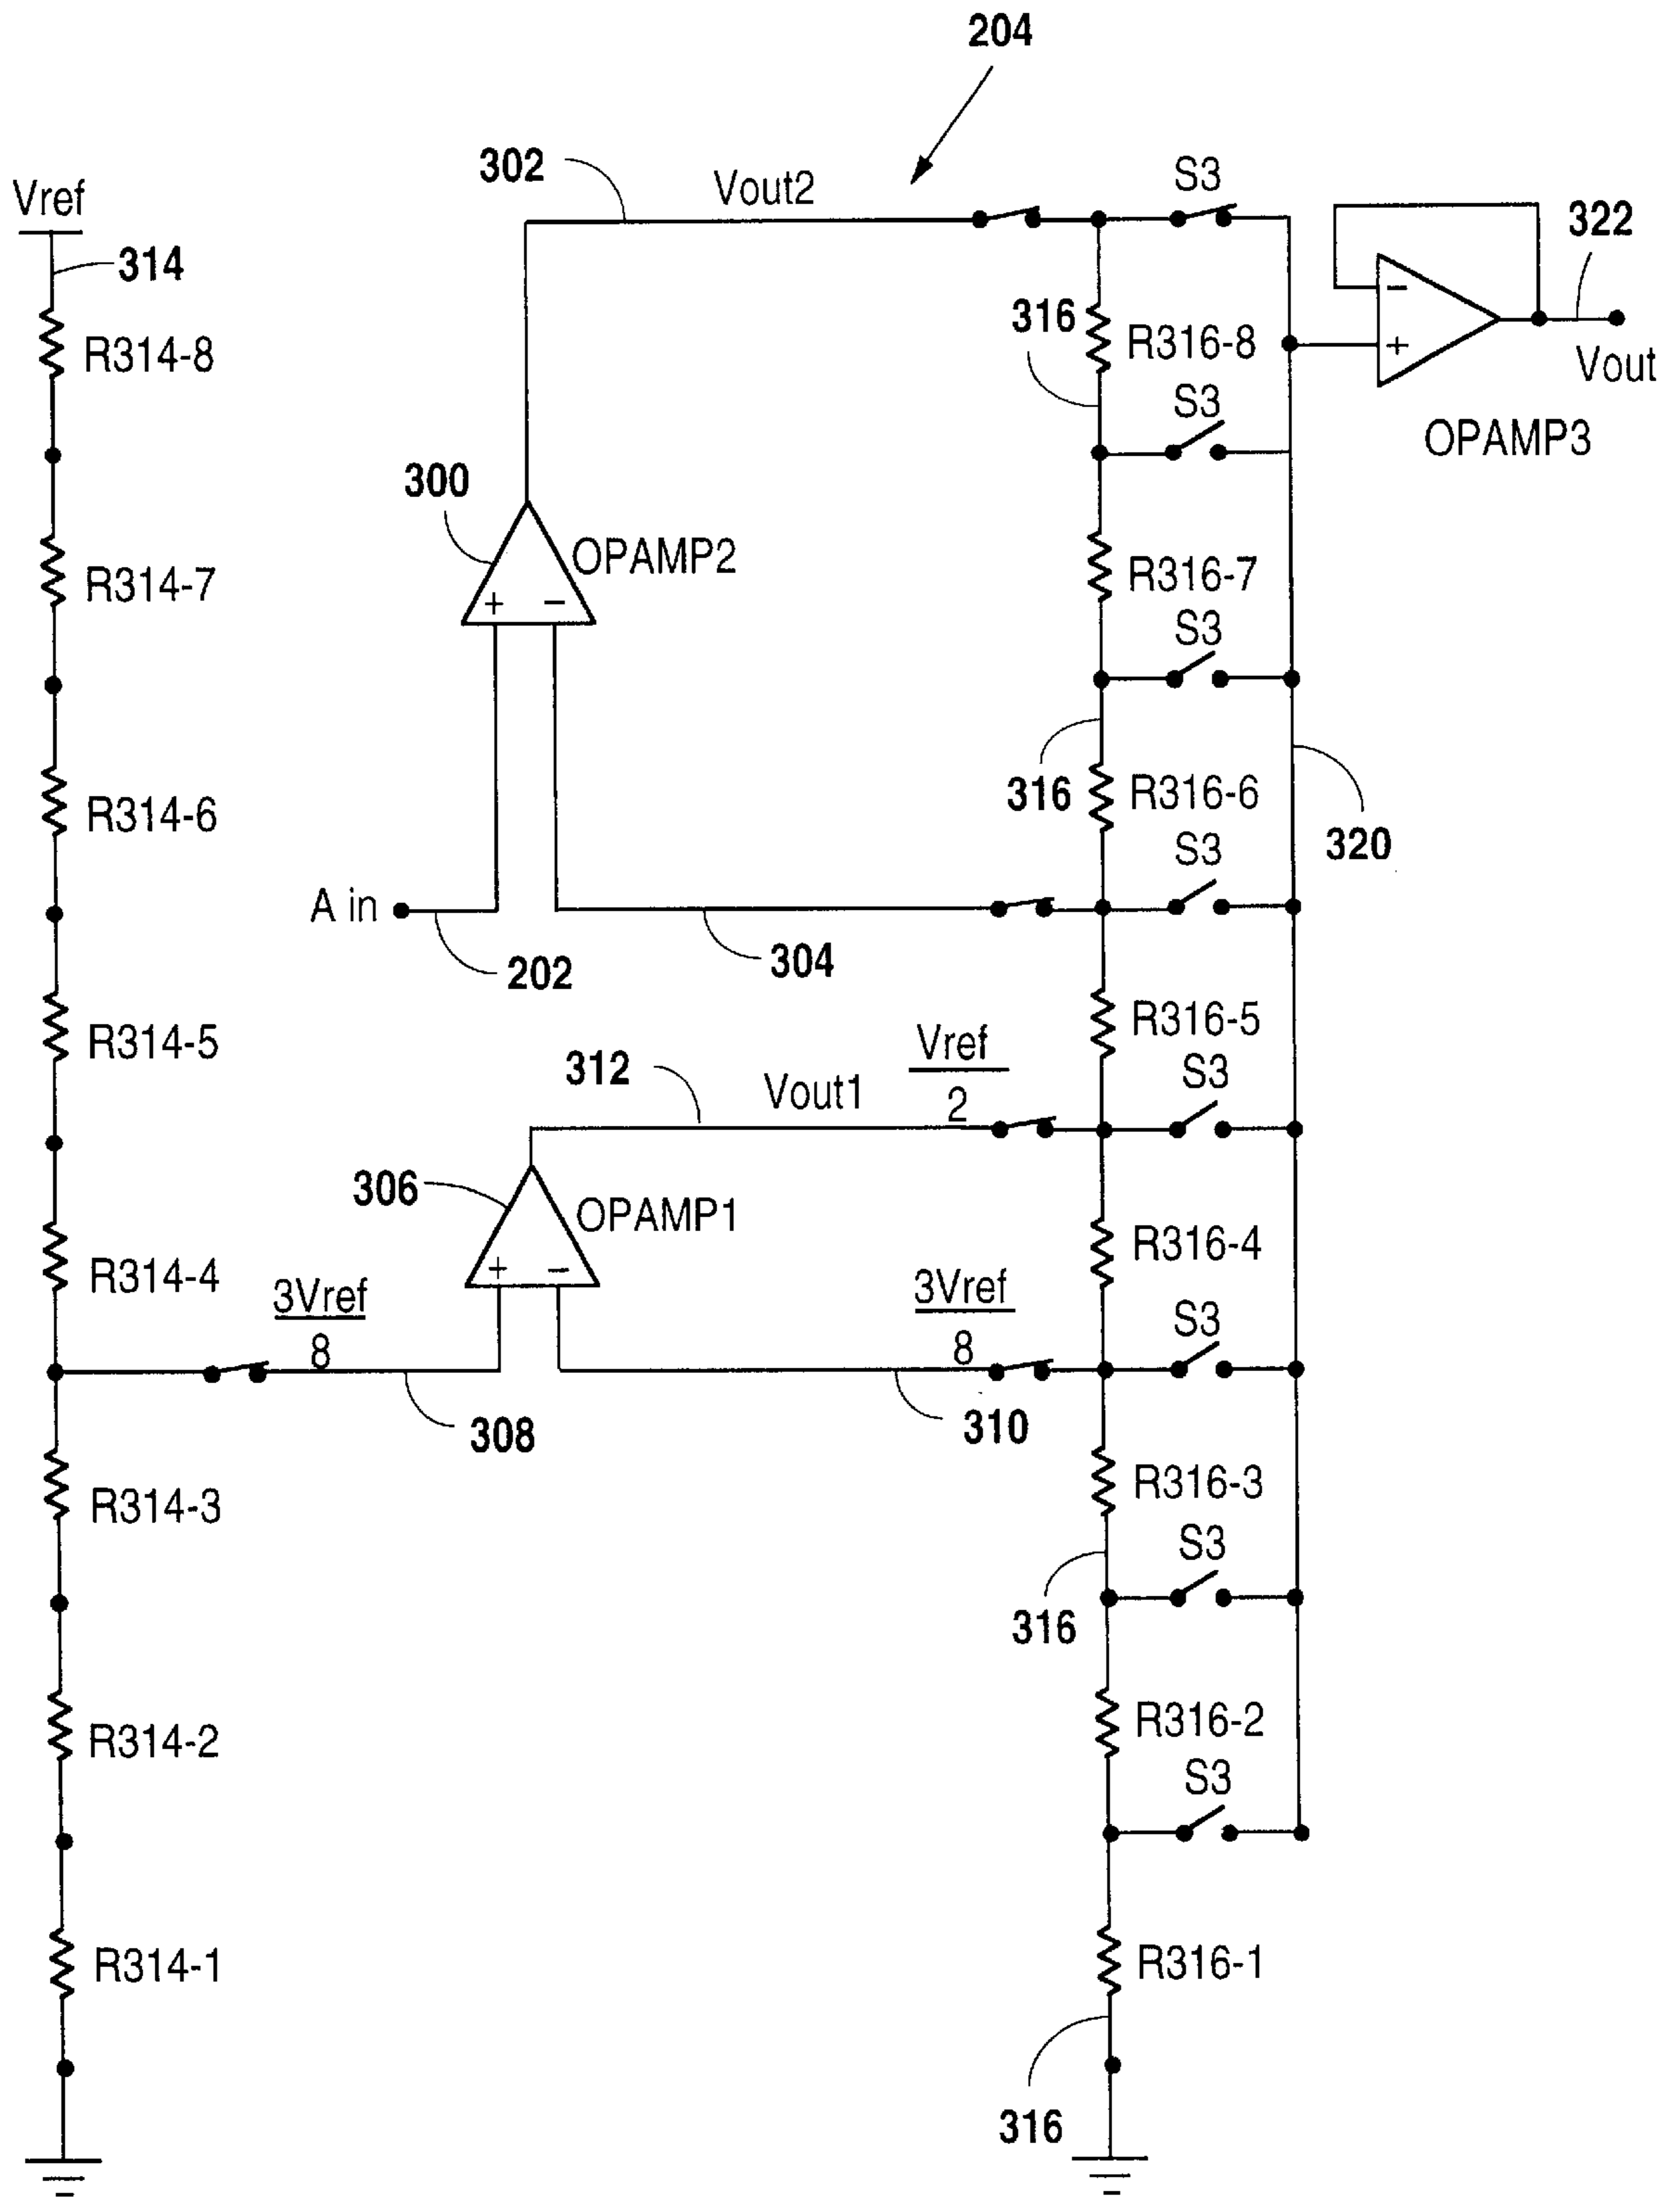 204
302
Vout2
S3
Vref
314
322
R314-8
316
R316-8
S3
-
+
Vout
OPAMP3
300
OPAMP2
+ -
R314-7
R316-7
S3
R314-6
316
R316-6
S3
320
A in
202
304
R314-5
R316-5
312
Vout1
Vref
2
S3
306
OPAMP1
+ -
R314-4
R316-4
3Vref
8
3Vref
8
S3
308
310
R314-3
R316-3
S3
316
R314-2
R316-2
S3
R314-1
R316-1
316